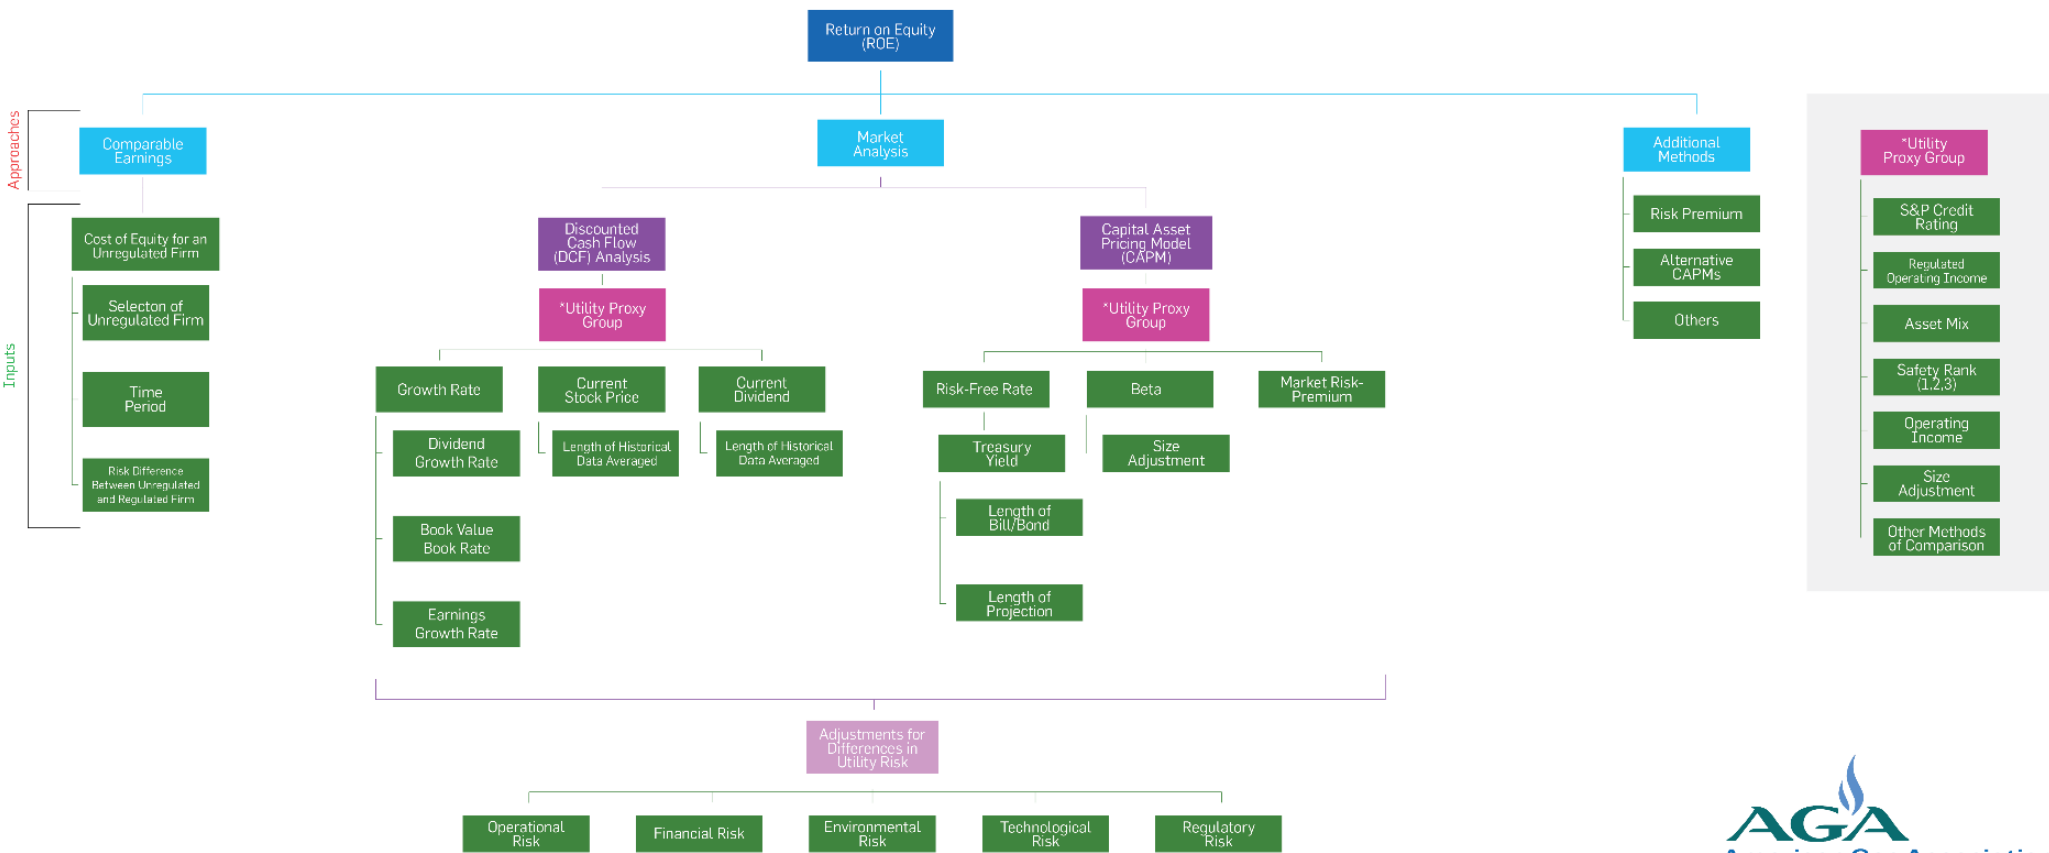 Return on Equity
(ROE)
Approaches
Comparable
Earnings
Market
Analysis
Additional
Methods
*Utility
Proxy Group
Inputs
Cost of Equity for an
Unregulated Firm
Selecton of
Unregulated Firm
Time
Period
Risk Difference
Between Unregulated
and Regulated Firm
Discounted
Cash Flow
(DCF) Analysis
*Utility Proxy
Group
Growth Rate
Dividend
Growth Rate
Book Value
Book Rate
Earnings
Growth Rate
Current
Stock Price
Length of Historical
Data Averaged
Current
Dividend
Length of Historical
Data Averaged
Capital Asset
Pricing Model
(CAPM)
*Utility Proxy
Group
Risk-Free Rate
Treasury
Yield
Length of
Bill/Bond
Length of
Projection
Beta
Size
Adjustment
Market Risk-
Premium
Risk Premium
Alternative
CAPMs
Others
S&P Credit
Rating
Regulated
Operating Income
Asset Mix
Safety Rank
(1,2,3)
Operating
Income
Size
Adjustment
Other Methods
of Comparison
Adjustments for
Differences in
Utility Risk
Operational
Risk
Financial Risk
Environmental
Risk
Technological
Risk
Regulatory
Risk
AGA